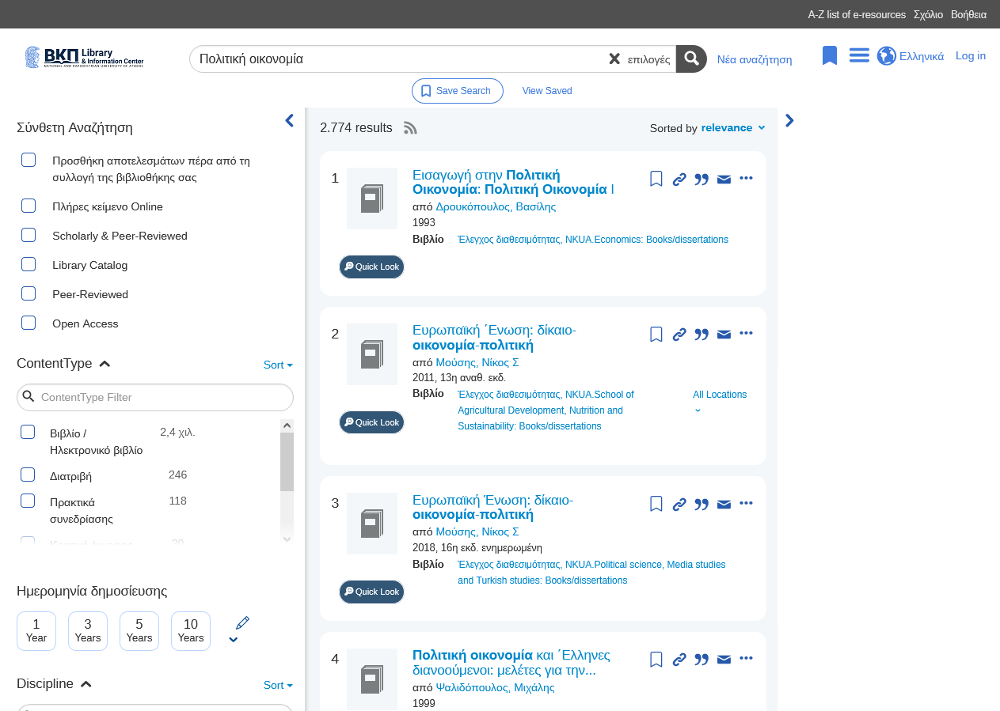 A-Z list of e-resources Σχόλιο Βοήθεια
ΒΚΠ Library & Information Center
NATIONAL AND KAPODISTRIAN UNIVERSITY OF ATHENS
Πολιτική οικονομία επιλογές Νέα αναζήτηση Ελληνικά Log in
Save Search View Saved
Σύνθετη Αναζήτηση
Προσθήκη αποτελεσμάτων πέρα από τη
συλλογή της βιβλιοθήκης σας
Πλήρες κείμενο Online
Scholarly & Peer-Reviewed
Library Catalog
Peer-Reviewed
Open Access
ContentType Sort
ContentType Filter
Βιβλίο / 2,4 χιλ.
Ηλεκτρονικό βιβλίο
Διατριβή 246
Πρακτικά 118
συνεδρίασης
Ημερομηνία δημοσίευσης
1 Year
3 Years
5 Years
10 Years
Discipline Sort
2.774 results Sorted by relevance
1 Εισαγωγή στην Πολιτική
Οικονομία: Πολιτική Οικονομία Ι
από Δρουκόπουλος, Βασίλης
1993
Βιβλίο Έλεγχος διαθεσιμότητας, NKUA.Economics: Books/dissertations
Quick Look
2 Ευρωπαϊκή ΄Ενωση: δίκαιο-
οικονομία-πολιτική
από Μούσης, Νίκος Σ
2011, 13η αναθ. εκδ.
Βιβλίο Έλεγχος διαθεσιμότητας, NKUA.School of All Locations
Agricultural Development, Nutrition and
Sustainability: Books/dissertations
Quick Look
3 Ευρωπαϊκή Ένωση: δίκαιο-
οικονομία-πολιτική
από Μούσης, Νίκος Σ
2018, 16η εκδ. ενημερωμένη
Βιβλίο Έλεγχος διαθεσιμότητας, NKUA.Political science, Media studies
and Turkish studies: Books/dissertations
Quick Look
4 Πολιτική οικονομία και ΄Ελληνες
διανοούμενοι: μελέτες για την...
από Ψαλιδόπουλος, Μιχάλης
1999